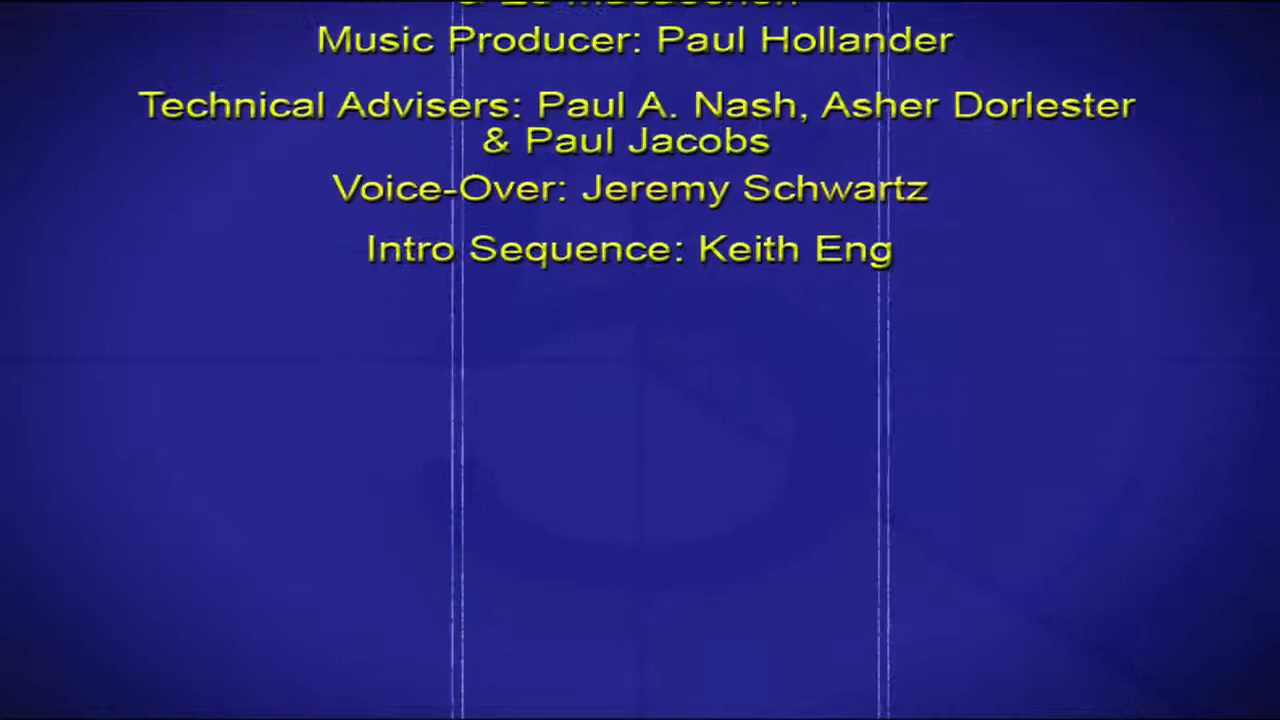 Music Producer: Paul Hollander
Technical Advisers: Paul A. Nash, Asher Dorlester
& Paul Jacobs
Voice-Over: Jeremy Schwartz
Intro Sequence: Keith Eng